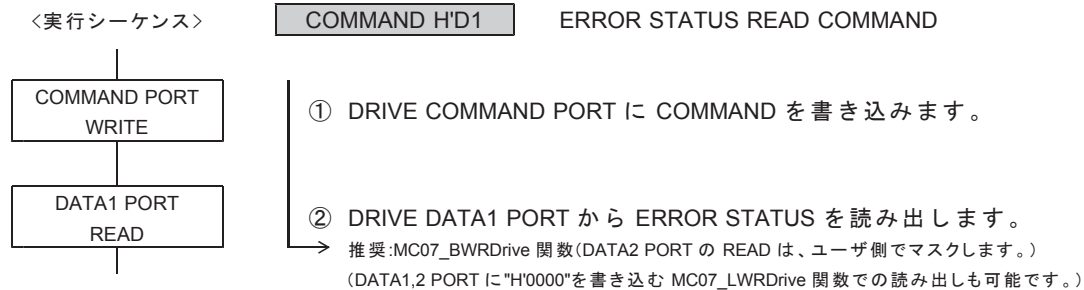 <実行シーケンス>
COMMAND H'D1
ERROR STATUS READ COMMAND
COMMAND PORT
WRITE
① DRIVE COMMAND PORT に COMMAND を書き込みます。
DATA1 PORT
READ
② DRIVE DATA1 PORT から ERROR STATUS を読み出します。
推奨:MC07_BWRDrive 関数(DATA2 PORT の READ は、ユーザ側でマスクします。)
(DATA1,2 PORT に"H'0000"を書き込む MC07_LWRDrive 関数での読み出しも可能です。)